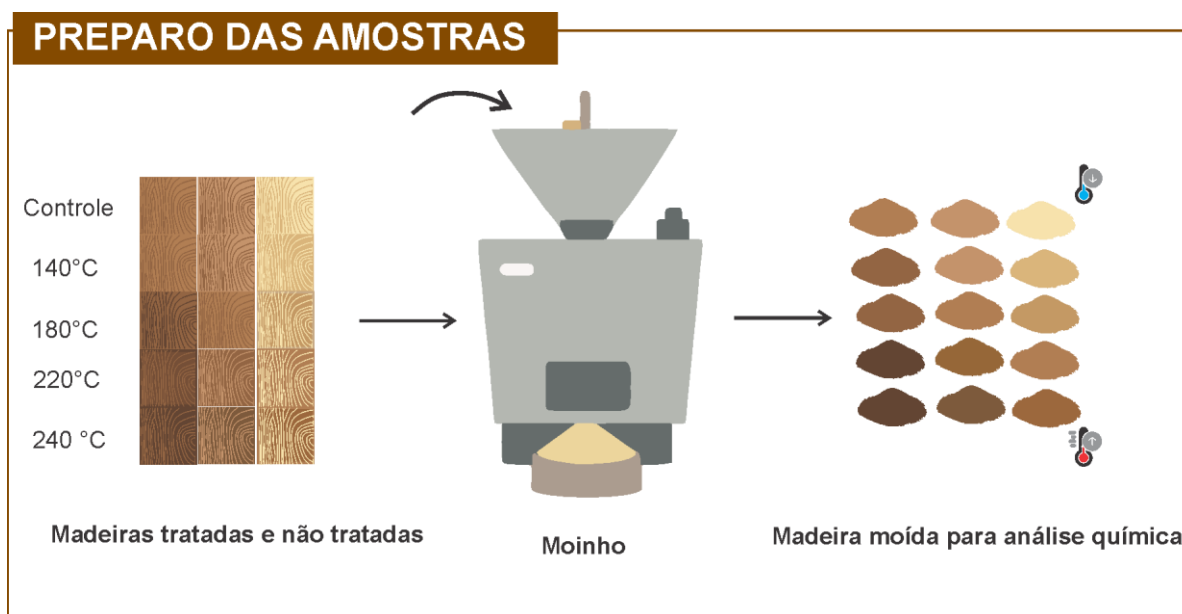 PREPARO DAS AMOSTRAS
Controle
140°C
180°C
220°C
240 °C
Madeiras tratadas e não tratadas
Moinho
Madeira moída para análise química